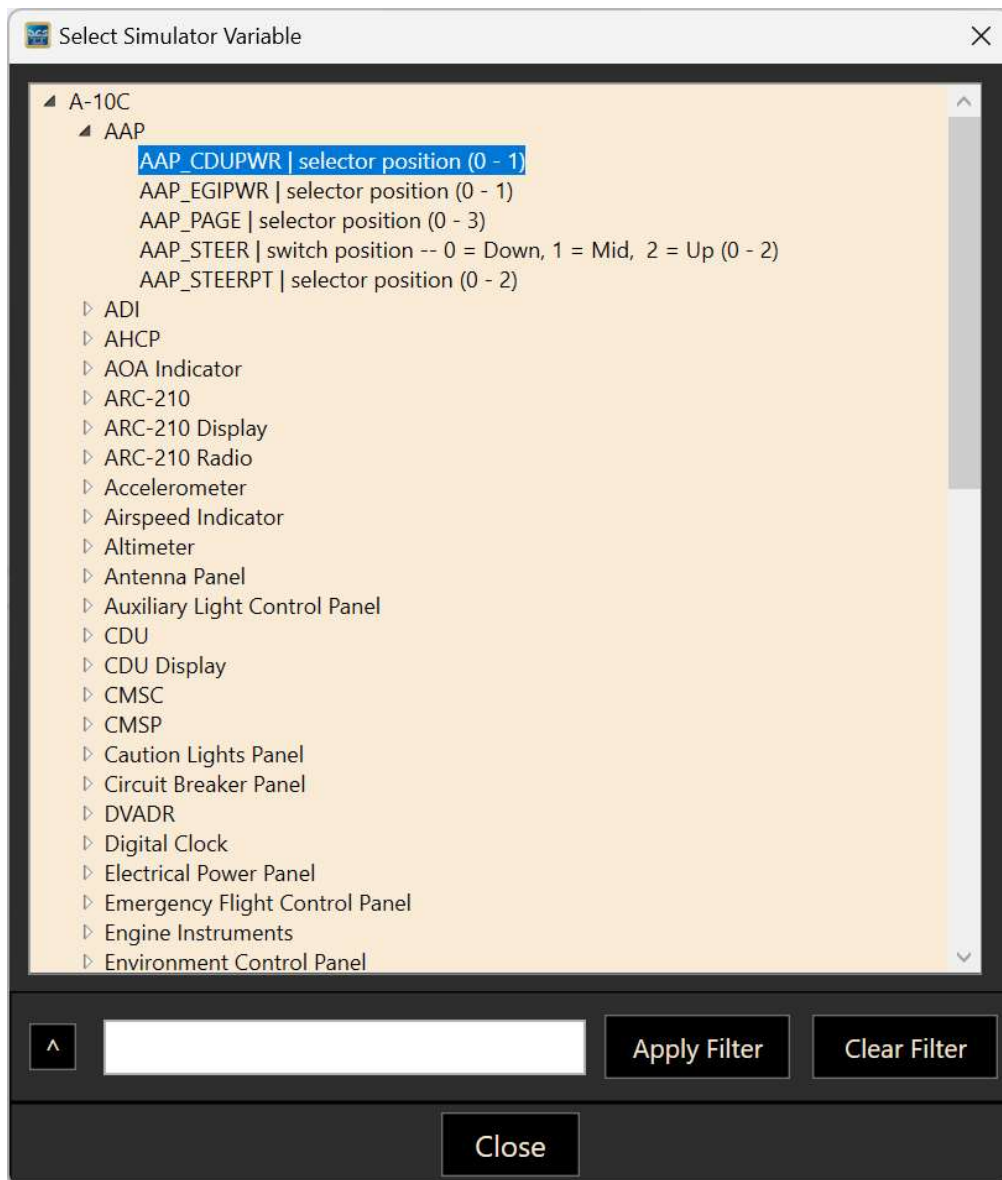 Select Simulator Variable
A-10C
AAP
AAP_CDUPWR | selector position (0 - 1)
AAP_EGIPWR | selector position (0 - 1)
AAP_PAGE | selector position (0 - 3)
AAP_STEER | switch position -- 0 = Down, 1 = Mid,  2 = Up (0 - 2)
AAP_STEERPT | selector position (0 - 2)
ADI
AHCP
AOA Indicator
ARC-210
ARC-210 Display
ARC-210 Radio
Accelerometer
Airspeed Indicator
Altimeter
Antenna Panel
Auxiliary Light Control Panel
CDU
CDU Display
CMSC
CMSP
Caution Lights Panel
Circuit Breaker Panel
DVADR
Digital Clock
Electrical Power Panel
Emergency Flight Control Panel
Engine Instruments
Environment Control Panel
^ Apply Filter Clear Filter
Close